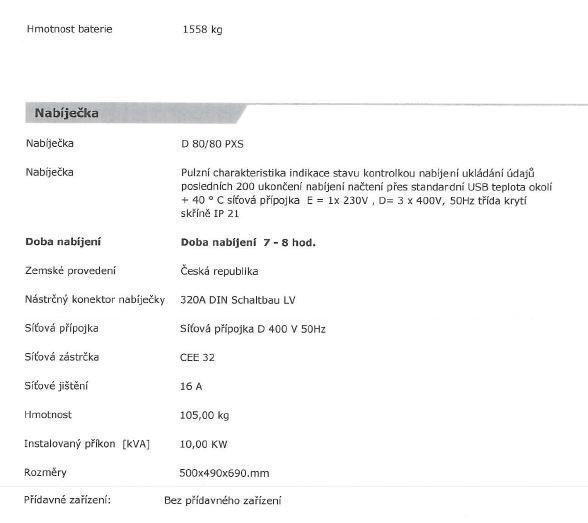 Hmotnost baterie 1558 kg
Nabíječka
Nabíječka D 80/80 PXS
Nabíječka Pulzní charakteristika indikace stavu kontrolkou nabíjení ukládání údajů
posledních 200 ukončení nabíjení načtení přes standardní USB teplota okolí
+ 40 ° C síťová přípojka E = 1x 230V , D= 3 x 400V, 50Hz třída krytí
skříně IP 21
Doba nabíjení Doba nabíjení 7 - 8 hod.
Zemské provedení Česká republika
Nástrčný konektor nabíječky 320A DIN Schaltbau LV
Síťová přípojka Síťová přípojka D 400 V 50Hz
Síťová zástrčka CEE 32
Síťové jištění 16 A
Hmotnost 105,00 kg
Instalovaný příkon [kVA] 10,00 KW
Rozměry 500x490x690.mm
Přídavné zařízení: Bez přídavného zařízení